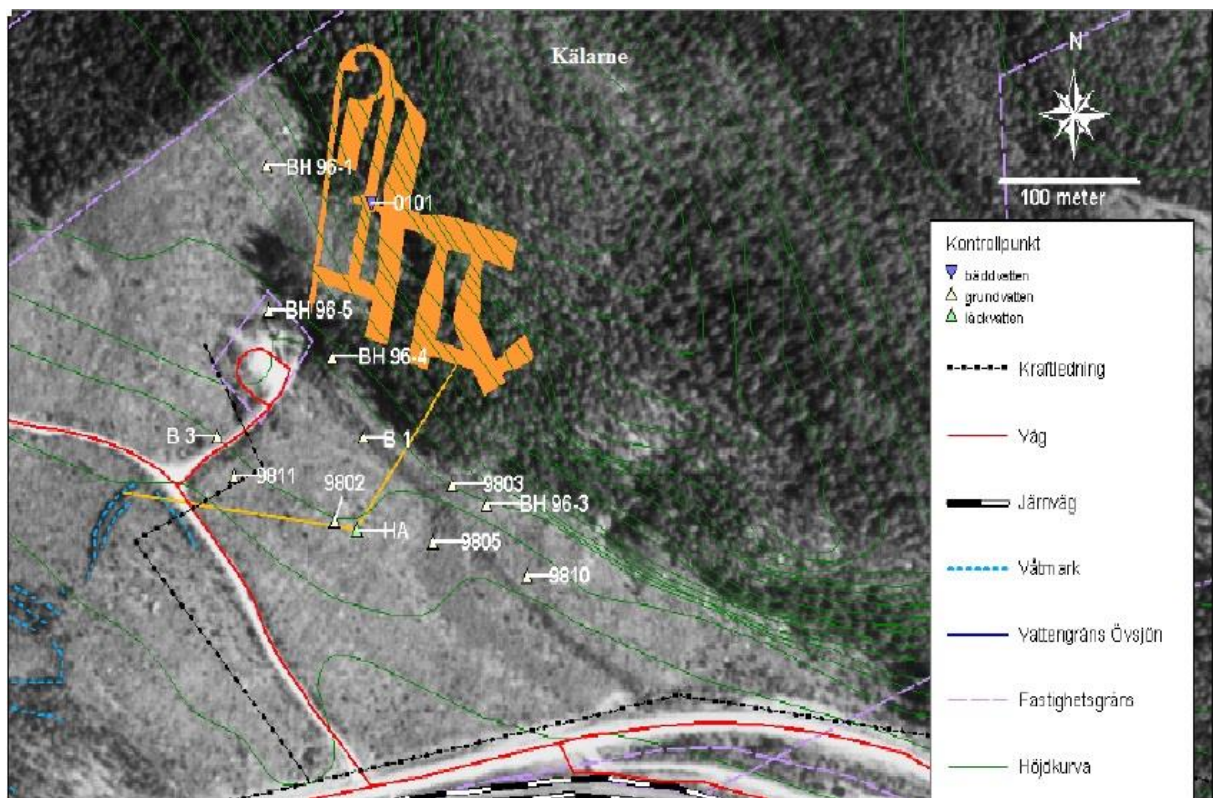 Kälarne
N
100 meter
BH 96-1
0101
BH 96-5
BH 96-4
B 3
B 1
9811
9802
9803
BH 96-3
HA
9805
9810
Kontrollpunkt
bäddvatten
grundvatten
läckvatten
Kraftledning
Väg
Järnväg
Våtmark
Vattengräns Övsjön
Fastighetsgräns
Höjdkurva